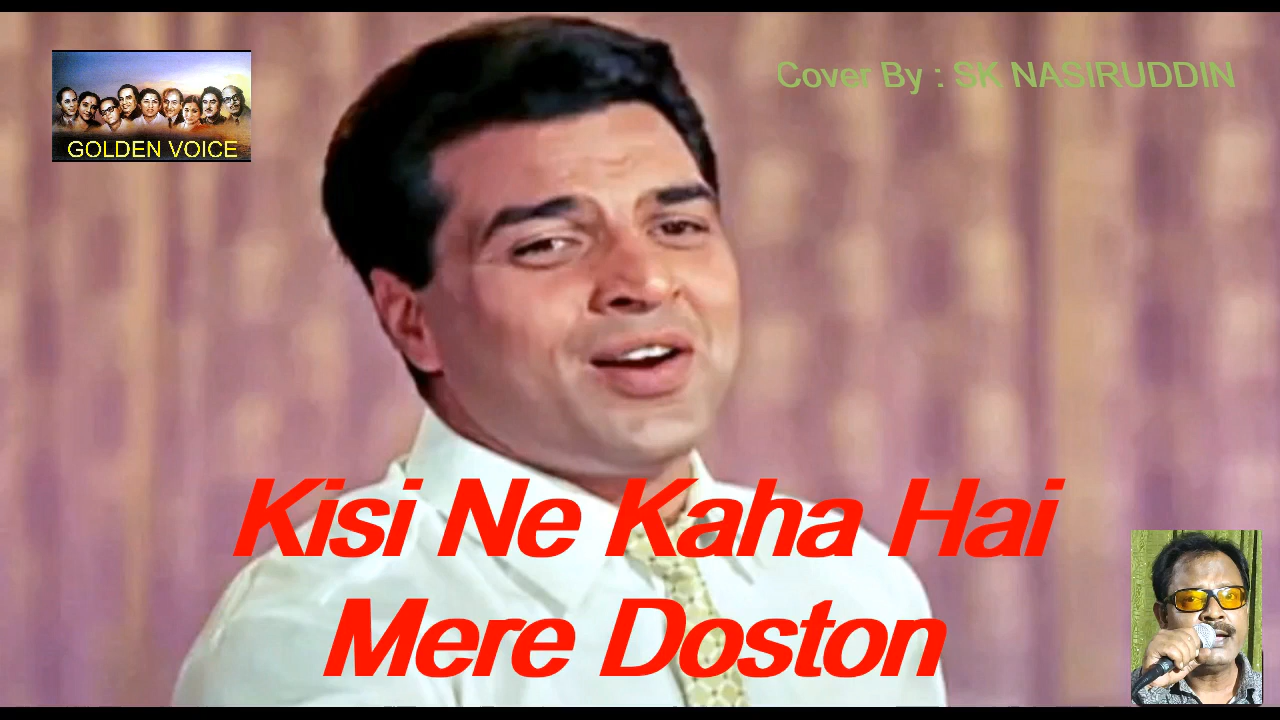 GOLDEN VOICE
Cover By : SK NASIRUDDIN
Kisi Ne Kaha Hai
Mere Doston